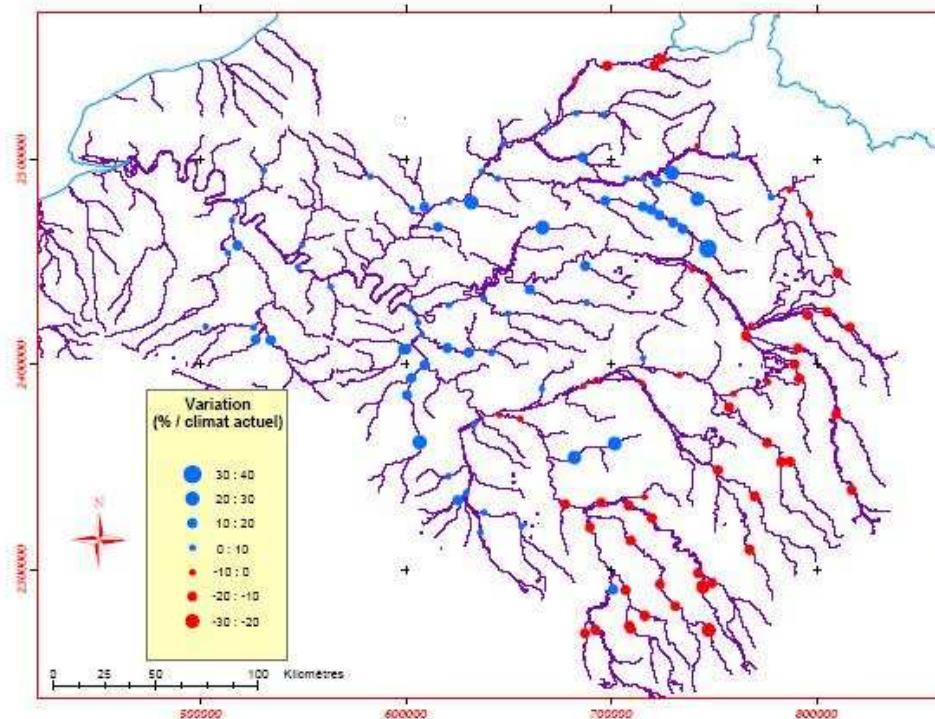 2500000
2400000
2300000
Variation
(% / climat actuel)
30 : 40
20 : 30
10 : 20
0 : 10
-10 : 0
-20 : -10
-30 : -20
N
0 25 50 100 Kilomètres
500000 600000 700000 800000